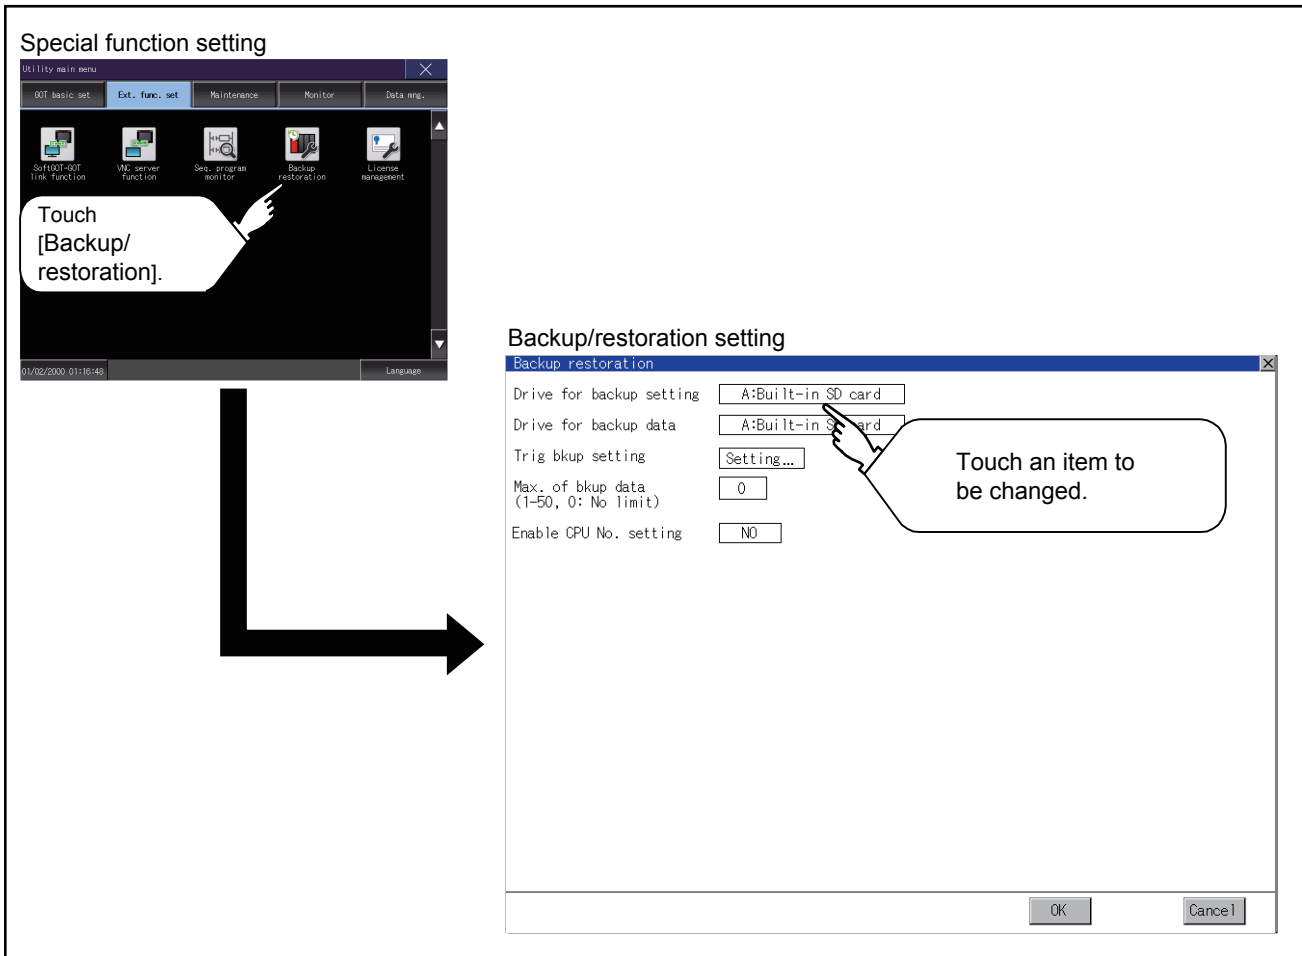 Special function setting
Utility main menu
GOT basic set
Ext. func. set
Maintenance
Monitor
Data mng.
SoftGOT-GOT
link function
VNC server
function
Seq. program
monitor
Backup
restoration
License
management
Touch
[Backup/
restoration].
01/02/2000 01:16:48
Language
Backup/restoration setting
Backup restoration
Drive for backup setting
A:Built-in SD card
Drive for backup data
A:Built-in SD card
Trig bkup setting
Setting...
Max. of bkup data
(1-50, 0: No limit)
0
Enable CPU No. setting
NO
Touch an item to
be changed.
OK
Cancel